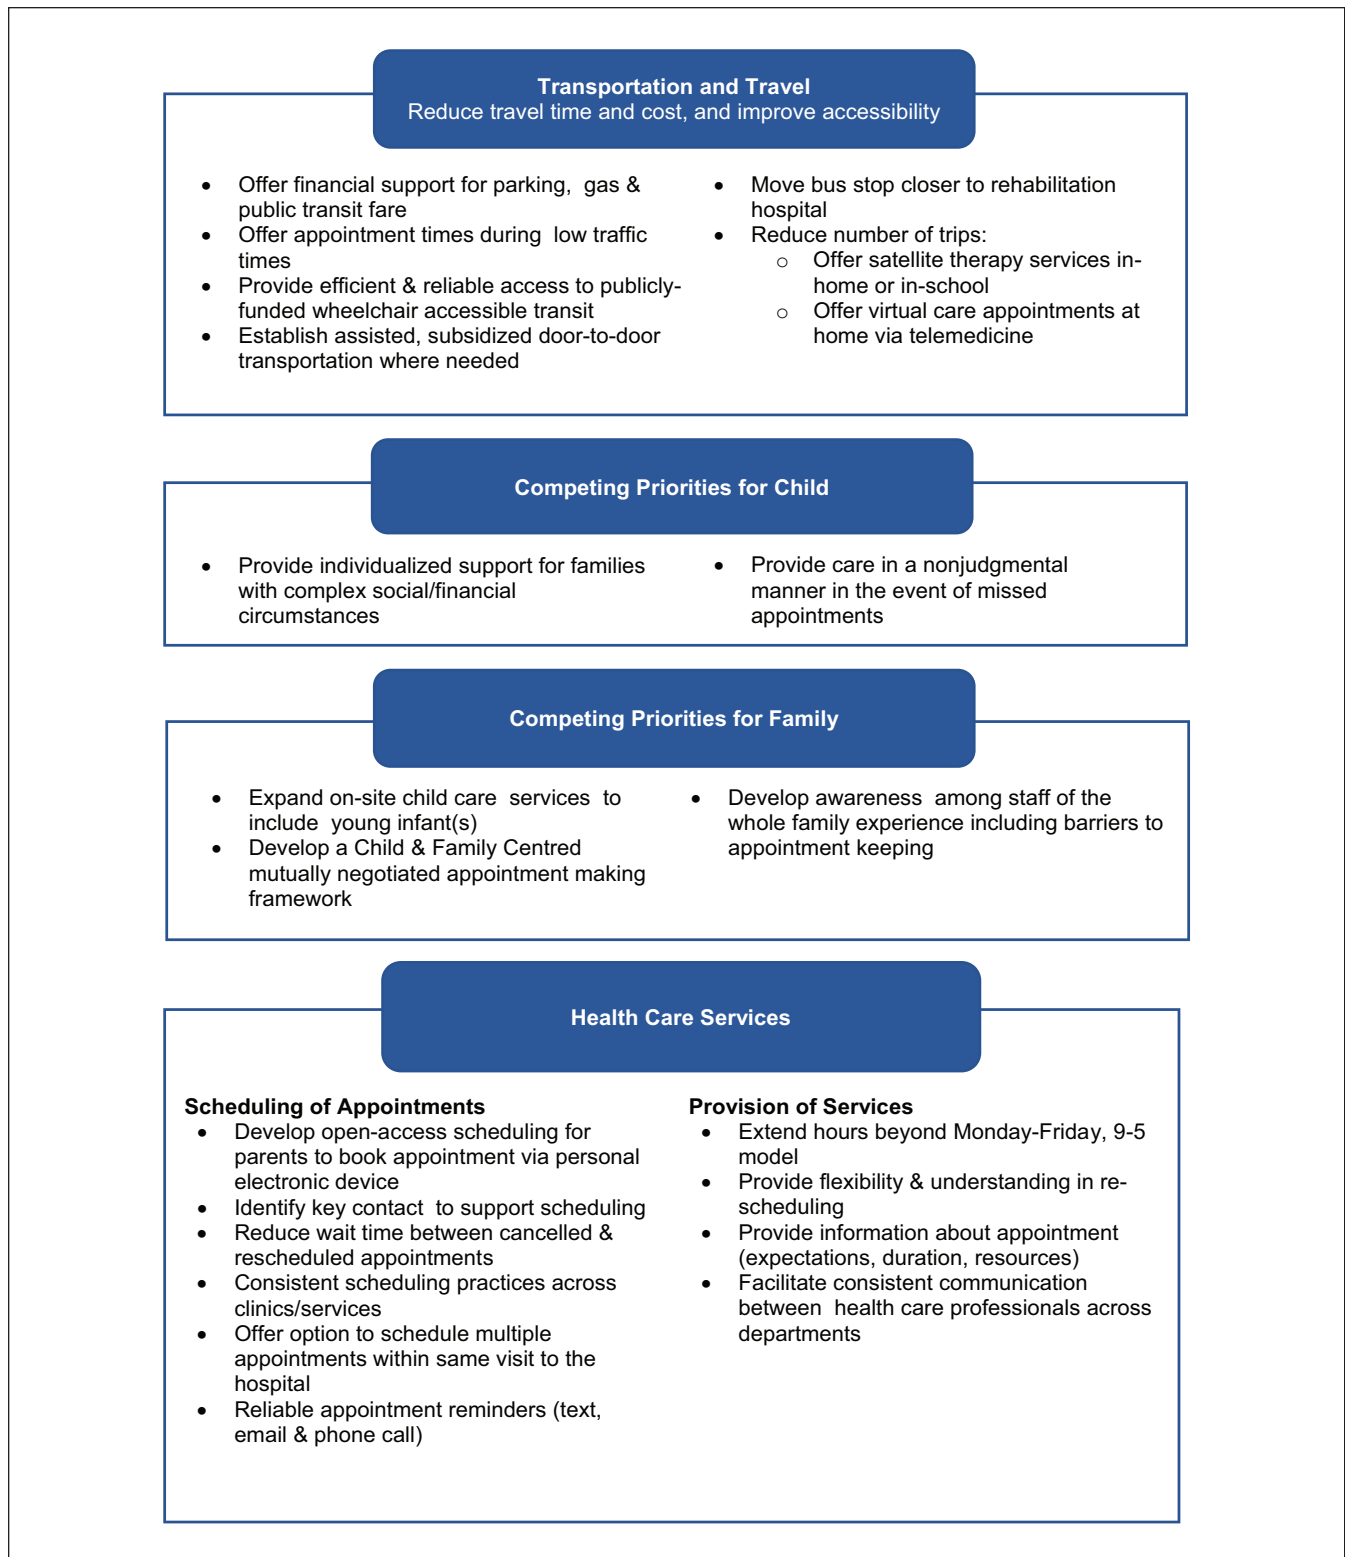 Transportation and Travel
Reduce travel time and cost, and improve accessibility
• Offer financial support for parking, gas &
public transit fare
• Offer appointment times during low traffic
times
• Provide efficient & reliable access to publicly-
funded wheelchair accessible transit
• Establish assisted, subsidized door-to-door
transportation where needed
• Move bus stop closer to rehabilitation
hospital
• Reduce number of trips:
o Offer satellite therapy services in-
home or in-school
o Offer virtual care appointments at
home via telemedicine
Competing Priorities for Child
• Provide individualized support for families
with complex social/financial
circumstances
• Provide care in a nonjudgmental
manner in the event of missed
appointments
Competing Priorities for Family
• Expand on-site child care services to
include young infant(s)
• Develop a Child & Family Centred
mutually negotiated appointment making
framework
• Develop awareness among staff of the
whole family experience including barriers to
appointment keeping
Health Care Services
Scheduling of Appointments
• Develop open-access scheduling for
parents to book appointment via personal
electronic device
• Identify key contact to support scheduling
• Reduce wait time between cancelled &
rescheduled appointments
• Consistent scheduling practices across
clinics/services
• Offer option to schedule multiple
appointments within same visit to the
hospital
• Reliable appointment reminders (text,
email & phone call)
Provision of Services
• Extend hours beyond Monday-Friday, 9-5
model
• Provide flexibility & understanding in re-
scheduling
• Provide information about appointment
(expectations, duration, resources)
• Facilitate consistent communication
between health care professionals across
departments